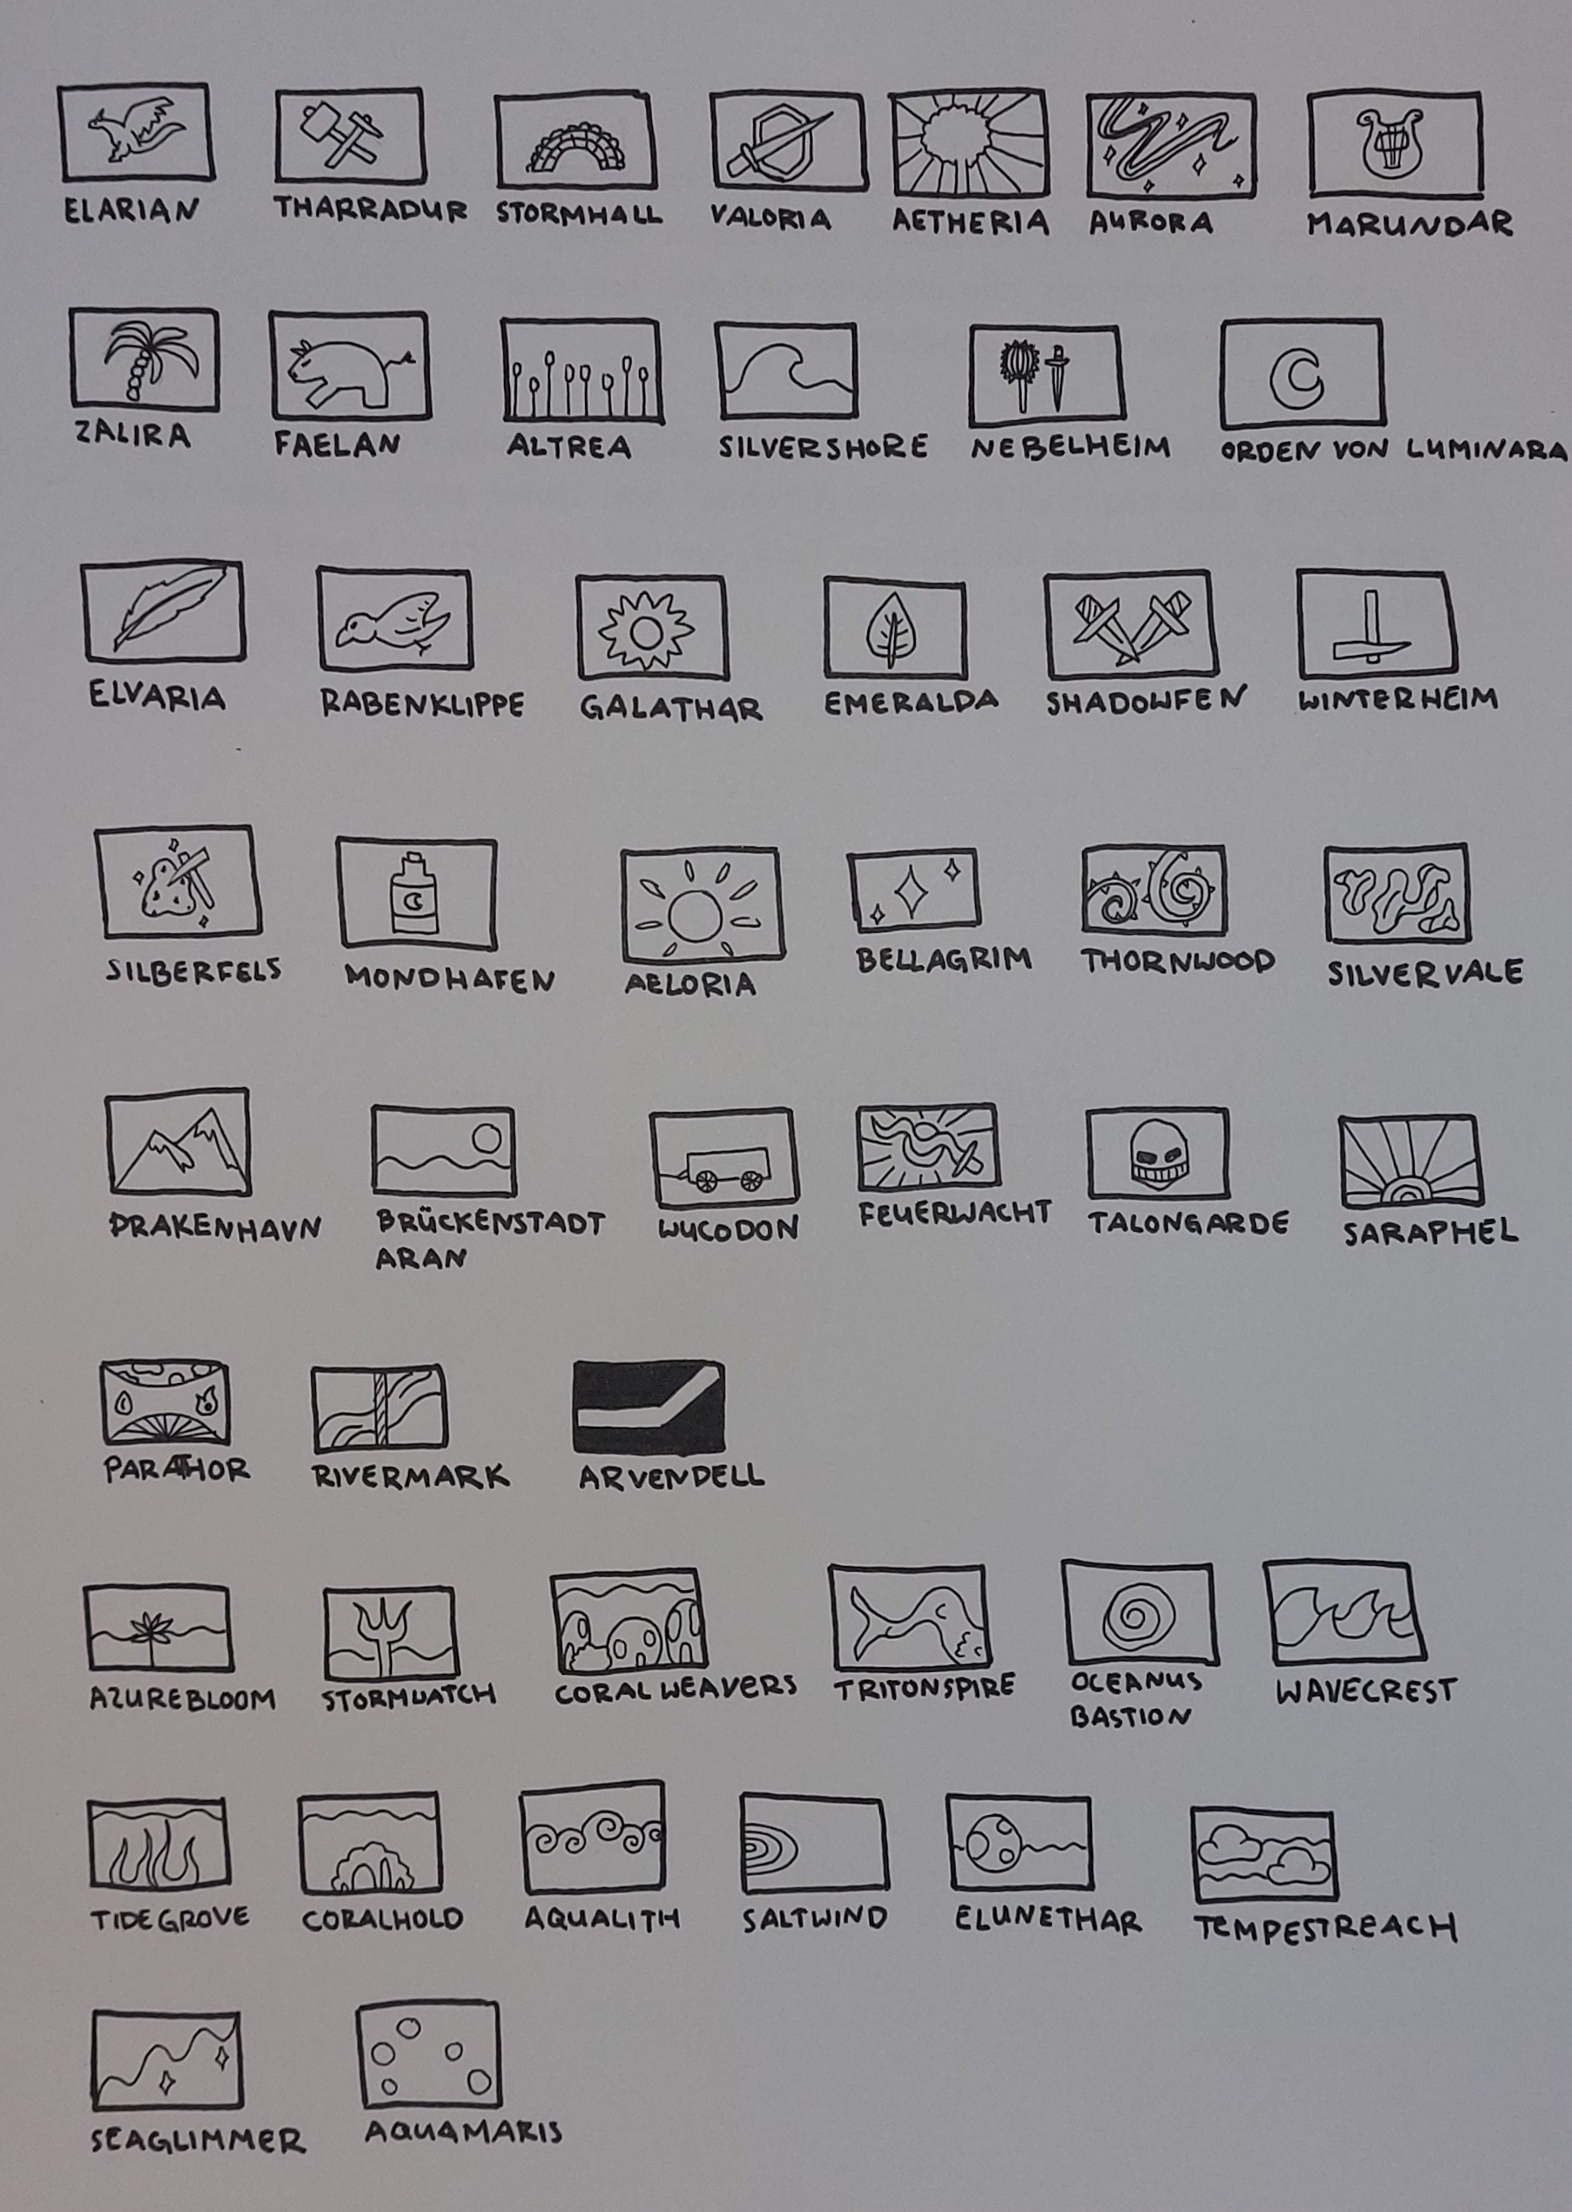 ELARIAN THARRADUR STORMHALL VALORIA AETHERIA AURORA MARUNDAR
ZALIRA FAELAN ALTREA SILVERSHORE NEBELHEIM ORDEN VON LUMINARA
ELVARIA RABENKLIPPE GALATHAR EMERALDA SHADOWFEN WINTERHEIM
SILBERFELS MONDHAFEN AELORIA BELLAGRIM THORNWOOD SILVERVALE
DRAKENHAVN BRÜCKENSTADT WUCODON FEUERWACHT TALONGARDE SARAPHEL
ARAN
PARATHOR RIVERMARK ARVENDELL
AZUREBLOOM STORMWATCH CORAL WEAVERS TRITONSPIRE OCEANUS WAVECREST
BASTION
TIDEGROVE CORALHOLD AQUALITH SALTWIND ELUNETHAR TEMPESTREACH
SEAGLIMMER AQUAMARIS